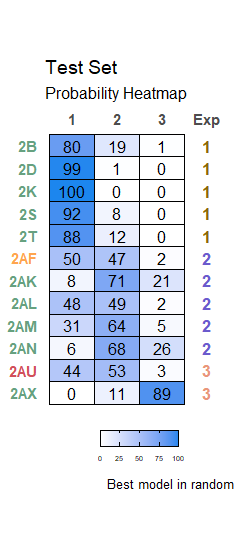 Test Set
Probability Heatmap
1 2 3 Exp
2B 80 19 1 1
2D 99 1 0 1
2K 100 0 0 1
2S 92 8 0 1
2T 88 12 0 1
2AF 50 47 2 2
2AK 8 71 21 2
2AL 48 49 2 2
2AM 31 64 5 2
2AN 6 68 26 2
2AU 44 53 3 3
2AX 0 11 89 3
0 25 50 75 100
Best model in random